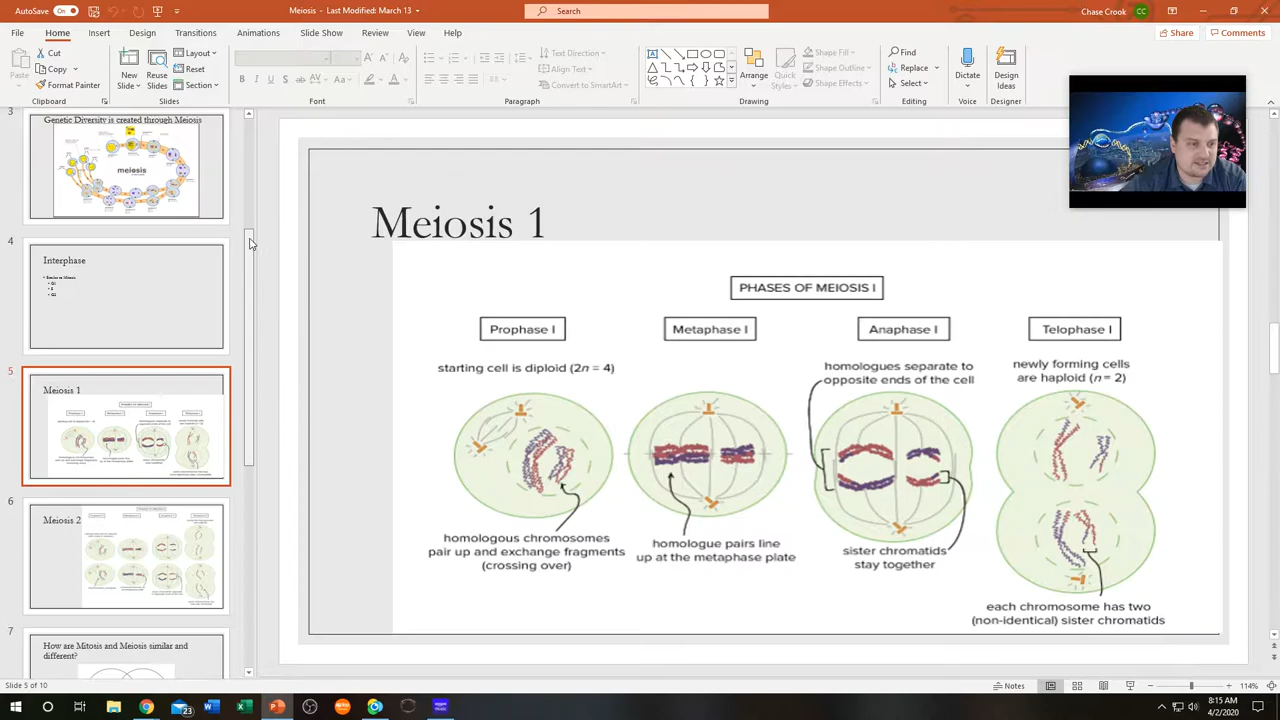 AutoSave On
Meiosis - Last Modified: March 13
Search
Chase Crook CC
File Home Insert Design Transitions Animations Slide Show Review View Help
Share Comments
Paste
Cut
Copy
Format Painter
Clipboard
New Slide
Reuse Slides
Layout
Reset
Section
Slides
Font
Text Direction
Align Text
Convert to SmartArt
Paragraph
Arrange
Quick Styles
Shape Fill
Shape Outline
Shape Effects
Drawing
Find
Replace
Select
Editing
Dictate
Voice
Design Ideas
Designer
3
Genetic Diversity is created through Meiosis
meiosis
4
Interphase
5
Meiosis 1
6
Meiosis 2
7
How are Mitosis and Meiosis similar and
different?
Meiosis 1
PHASES OF MEIOSIS I
Prophase I
Metaphase I
Anaphase I
Telophase I
starting cell is diploid (2n = 4)
homologues separate to
opposite ends of the cell
newly forming cells
are haploid (n = 2)
homologous chromosomes
pair up and exchange fragments
(crossing over)
homologue pairs line
up at the metaphase plate
sister chromatids
stay together
each chromosome has two
(non-identical) sister chromatids
Slide 5 of 10
Notes
114%
23
8:15 AM
4/2/2020